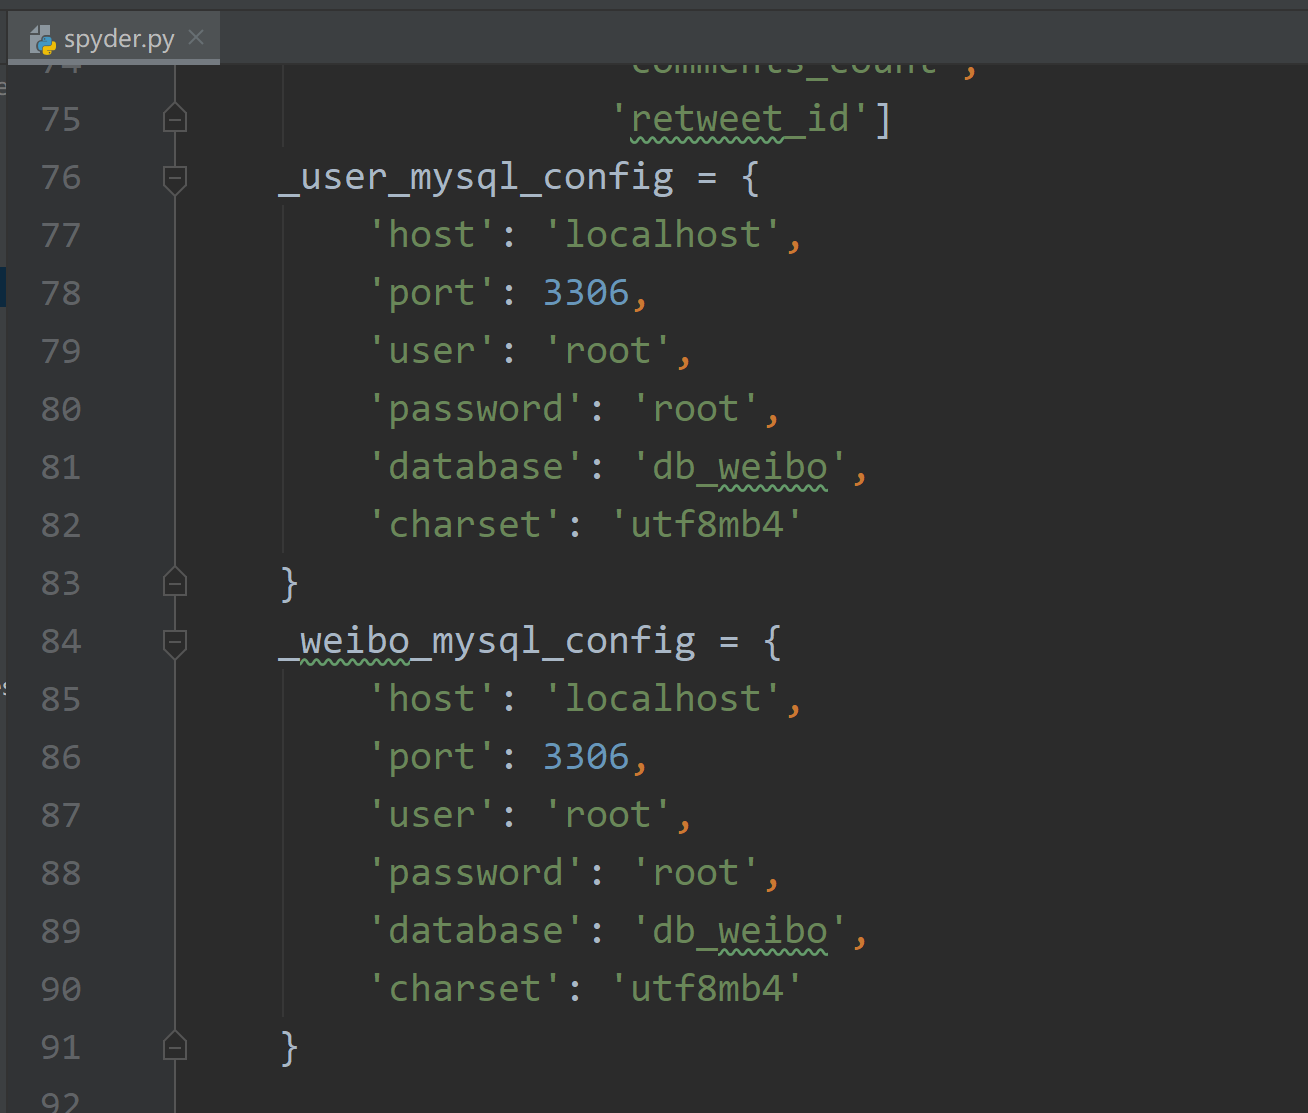 spyder.py
74 'comments_count',
75 'retweet_id']
76 _user_mysql_config = {
77 'host': 'localhost',
78 'port': 3306,
79 'user': 'root',
80 'password': 'root',
81 'database': 'db_weibo',
82 'charset': 'utf8mb4'
83 }
84 _weibo_mysql_config = {
85 'host': 'localhost',
86 'port': 3306,
87 'user': 'root',
88 'password': 'root',
89 'database': 'db_weibo',
90 'charset': 'utf8mb4'
91 }
92